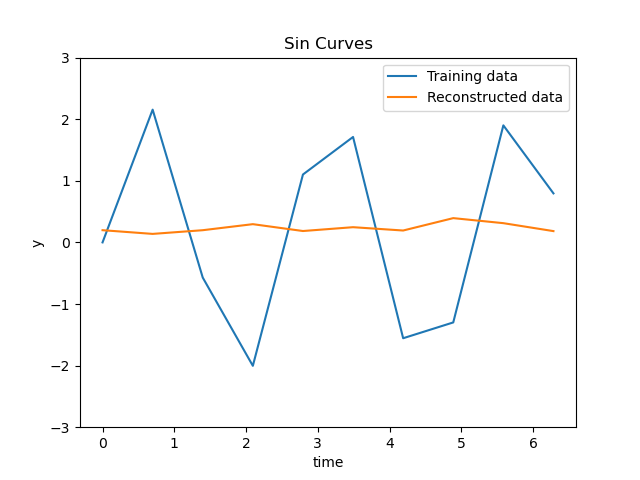 Sin Curves
Training data
Reconstructed data
3
2
1
0
−1
−2
−3
y
0 1 2 3 4 5 6
time